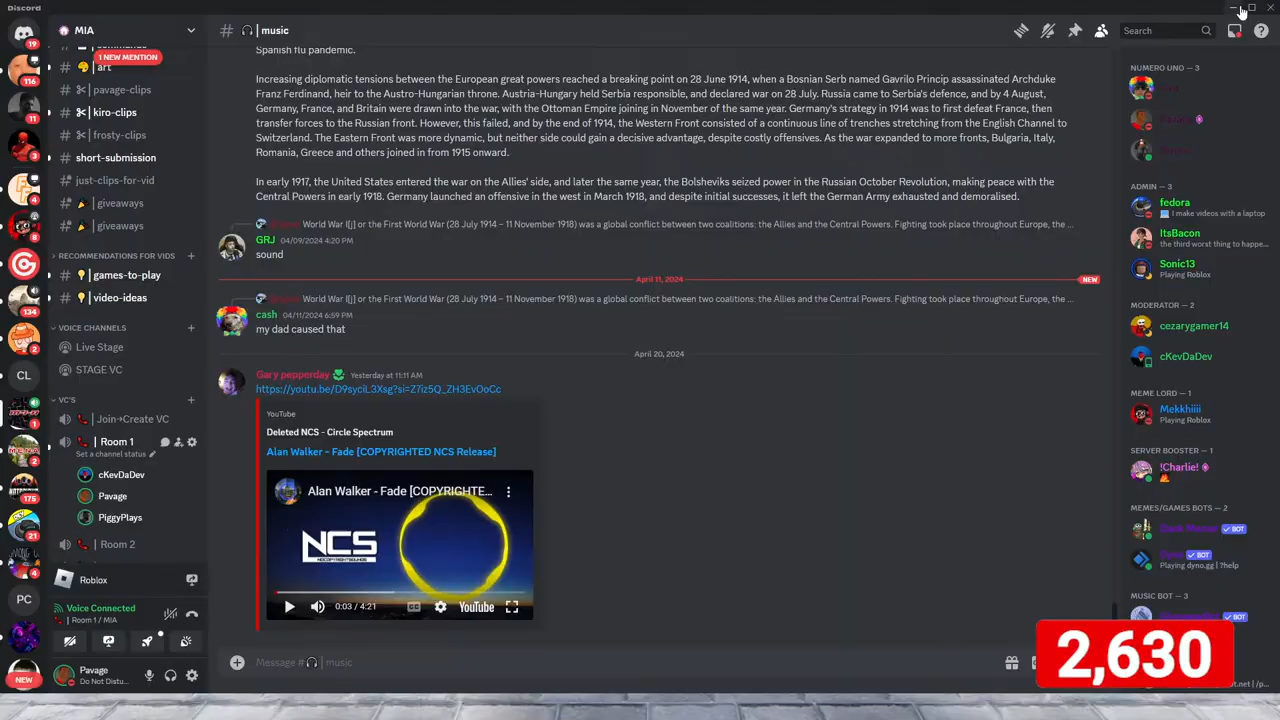 Discord
MIA
music
Search
1 NEW MENTION
art
pavage-clips
kiro-clips
frosty-clips
short-submission
just-clips-for-vid
giveaways
giveaways
RECOMMENDATIONS FOR VIDS
games-to-play
video-ideas
VOICE CHANNELS
Live Stage
STAGE VC
VC'S
Join→Create VC
Room 1
Set a channel status
cKevDaDev
Pavage
PiggyPlays
Room 2
Roblox
Voice Connected
Room 1 / MIA
Pavage
Do Not Distu...
19
116
11
3
4
8
134
2
CL
1
2
175
21
4
PC
NEW
Spanish flu pandemic.
Increasing diplomatic tensions between the European great powers reached a breaking point on 28 June 1914, when a Bosnian Serb named Gavrilo Princip assassinated Archduke
Franz Ferdinand, heir to the Austro-Hungarian throne. Austria-Hungary held Serbia responsible, and declared war on 28 July. Russia came to Serbia's defence, and by 4 August,
Germany, France, and Britain were drawn into the war, with the Ottoman Empire joining in November of the same year. Germany's strategy in 1914 was to first defeat France, then
transfer forces to the Russian front. However, this failed, and by the end of 1914, the Western Front consisted of a continuous line of trenches stretching from the English Channel to
Switzerland. The Eastern Front was more dynamic, but neither side could gain a decisive advantage, despite costly offensives. As the war expanded to more fronts, Bulgaria, Italy,
Romania, Greece and others joined in from 1915 onward.
In early 1917, the United States entered the war on the Allies' side, and later the same year, the Bolsheviks seized power in the Russian October Revolution, making peace with the
Central Powers in early 1918. Germany launched an offensive in the west in March 1918, and despite initial successes, it left the German Army exhausted and demoralised.
World War I[j] or the First World War (28 July 1914 – 11 November 1918) was a global conflict between two coalitions: the Allies and the Central Powers. Fighting took place throughout Europe, the ...
GRJ 04/09/2024 4:20 PM
sound
April 11, 2024
NEW
World War I[j] or the First World War (28 July 1914 – 11 November 1918) was a global conflict between two coalitions: the Allies and the Central Powers. Fighting took place throughout Europe, the ...
cash 04/11/2024 6:59 PM
my dad caused that
April 20, 2024
Gary pepperday Yesterday at 11:11 AM
https://youtu.be/D9syciL3Xsg?si=Z7iz5Q_ZH3EvOoCc
YouTube
Deleted NCS - Circle Spectrum
Alan Walker - Fade [COPYRIGHTED NCS Release]
Alan Walker - Fade [COPYRIGHTE...
NCS
NOCOPYRIGHTSOUNDS
0:03 / 4:21
CC
YouTube
Message # music
NUMERO UNO — 3
ADMIN — 3
fedora
I make videos with a laptop
ItsBacon
the third worst thing to happe...
Sonic13
Playing Roblox
MODERATOR — 2
cezarygamer14
cKevDaDev
MEME LORD — 1
Mekkhiiii
Playing Roblox
SERVER BOOSTER — 1
!Charlie!
MEMES/GAMES BOTS — 2
BOT
BOT
Playing dyno.gg | ?help
MUSIC BOT — 3
BOT
2,630